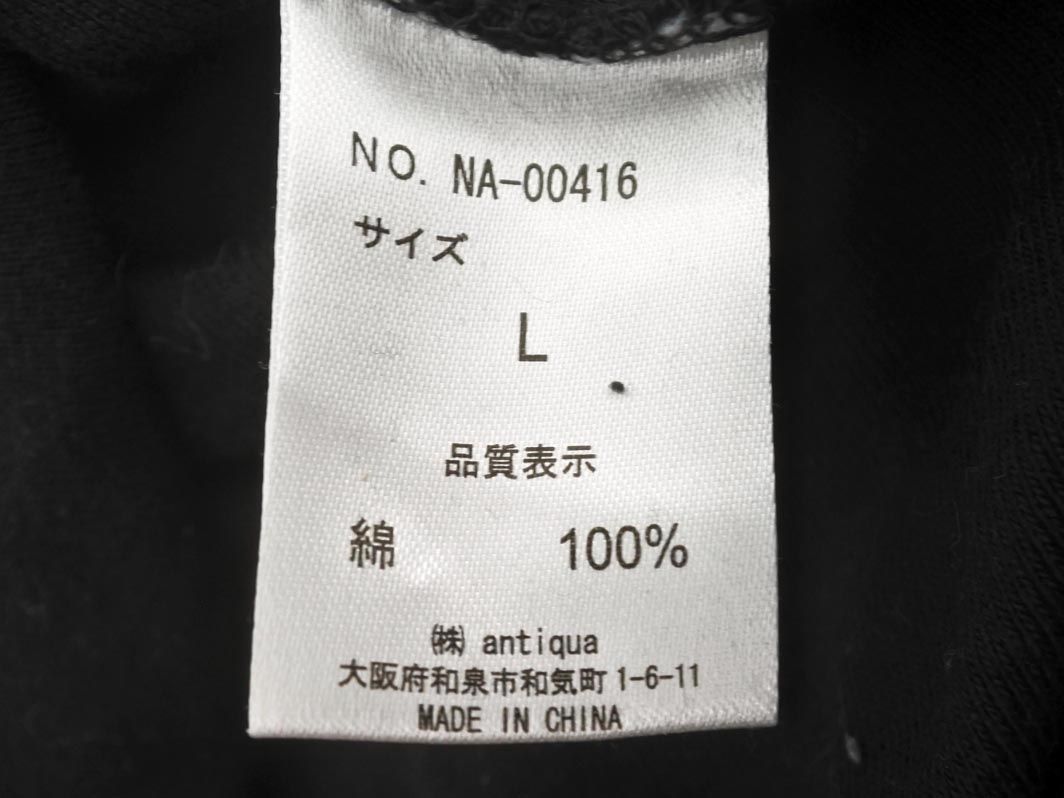 NO. NA-00416
サイズ
L
品質表示
綿 100%
㈱ antiqua
大阪府和泉市和気町1-6-11
MADE IN CHINA